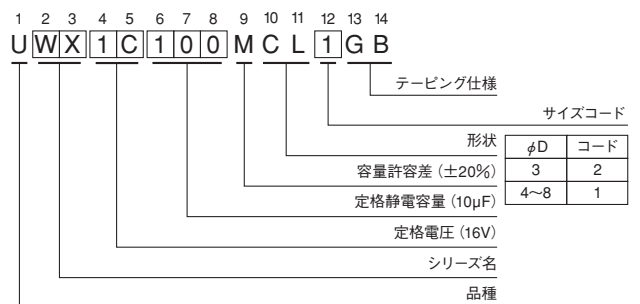 1 2 3 4 5 6 7 8 9 10 11 12 13 14
U W X 1 C 1 0 0 M C L 1 G B
テーピング仕様
サイズコード
形状
容量許容差 (±20%)
定格静電容量 (10µF)
定格電圧 (16V)
シリーズ名
品種
φD コード
3 2
4～8 1